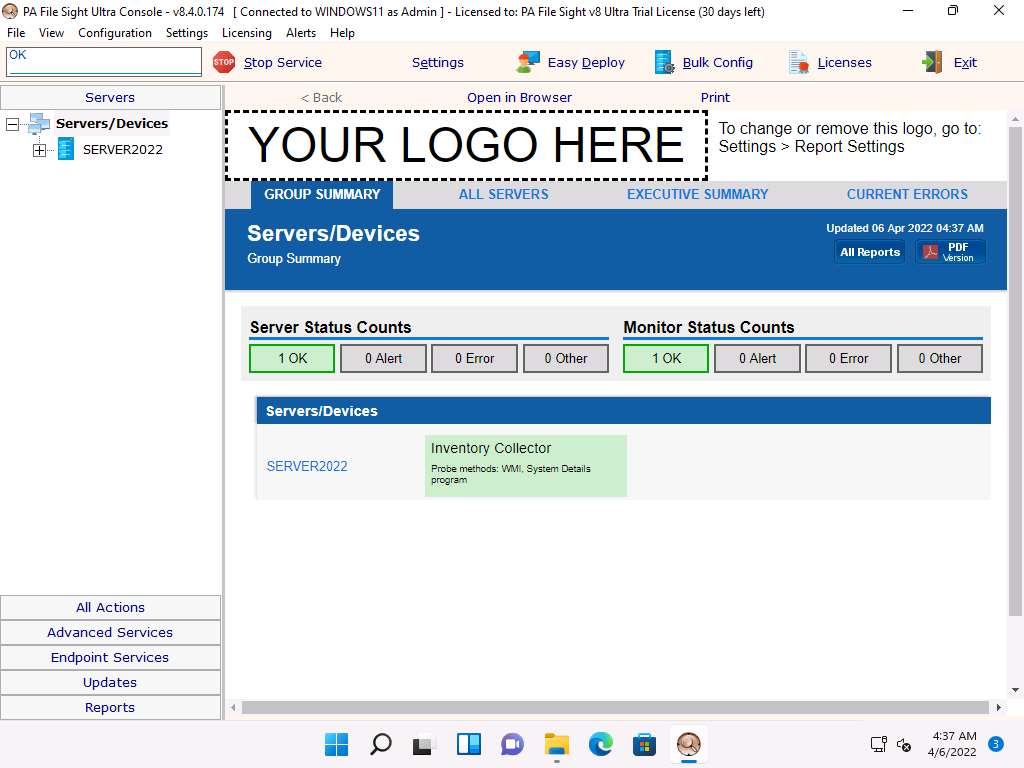 PA File Sight Ultra Console - v8.4.0.174 [ Connected to WINDOWS11 as Admin ] - Licensed to: PA File Sight v8 Ultra Trial License (30 days left)
File View Configuration Settings Licensing Alerts Help
OK
STOP Stop Service Settings Easy Deploy Bulk Config Licenses Exit
Servers
< Back Open in Browser Print
Servers/Devices
SERVER2022
YOUR LOGO HERE
To change or remove this logo, go to:
Settings > Report Settings
GROUP SUMMARY ALL SERVERS EXECUTIVE SUMMARY CURRENT ERRORS
Servers/Devices
Group Summary
Updated 06 Apr 2022 04:37 AM
All Reports
PDF
Version
Server Status Counts
1 OK 0 Alert 0 Error 0 Other
Monitor Status Counts
1 OK 0 Alert 0 Error 0 Other
Servers/Devices
SERVER2022
Inventory Collector
Probe methods: WMI, System Details
program
All Actions
Advanced Services
Endpoint Services
Updates
Reports
4:37 AM
4/6/2022
3